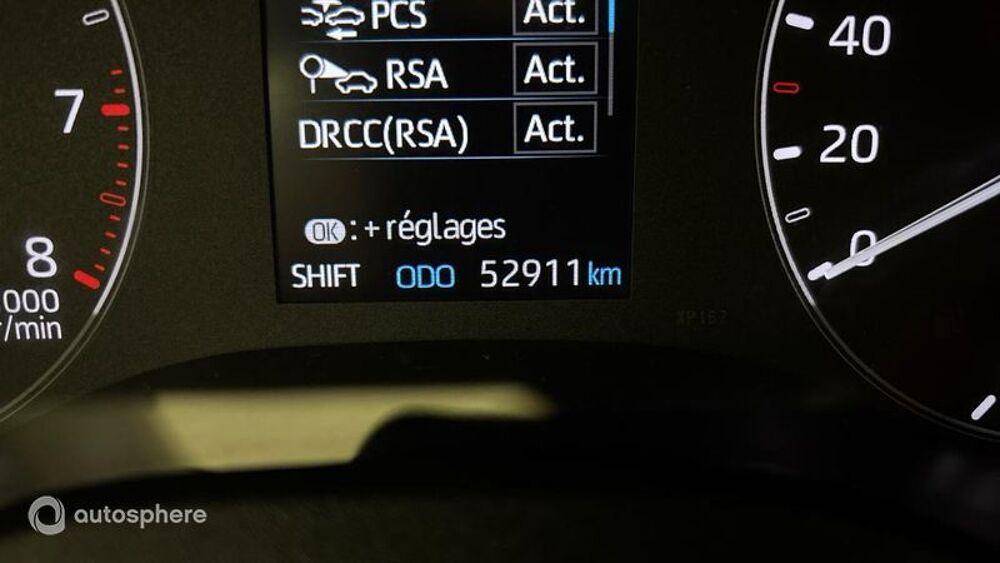 PCS Act.
RSA Act.
DRCC(RSA) Act.
OK : + réglages
SHIFT ODO 52911 km
7
8
000
r/min
40
20
0
autosphere